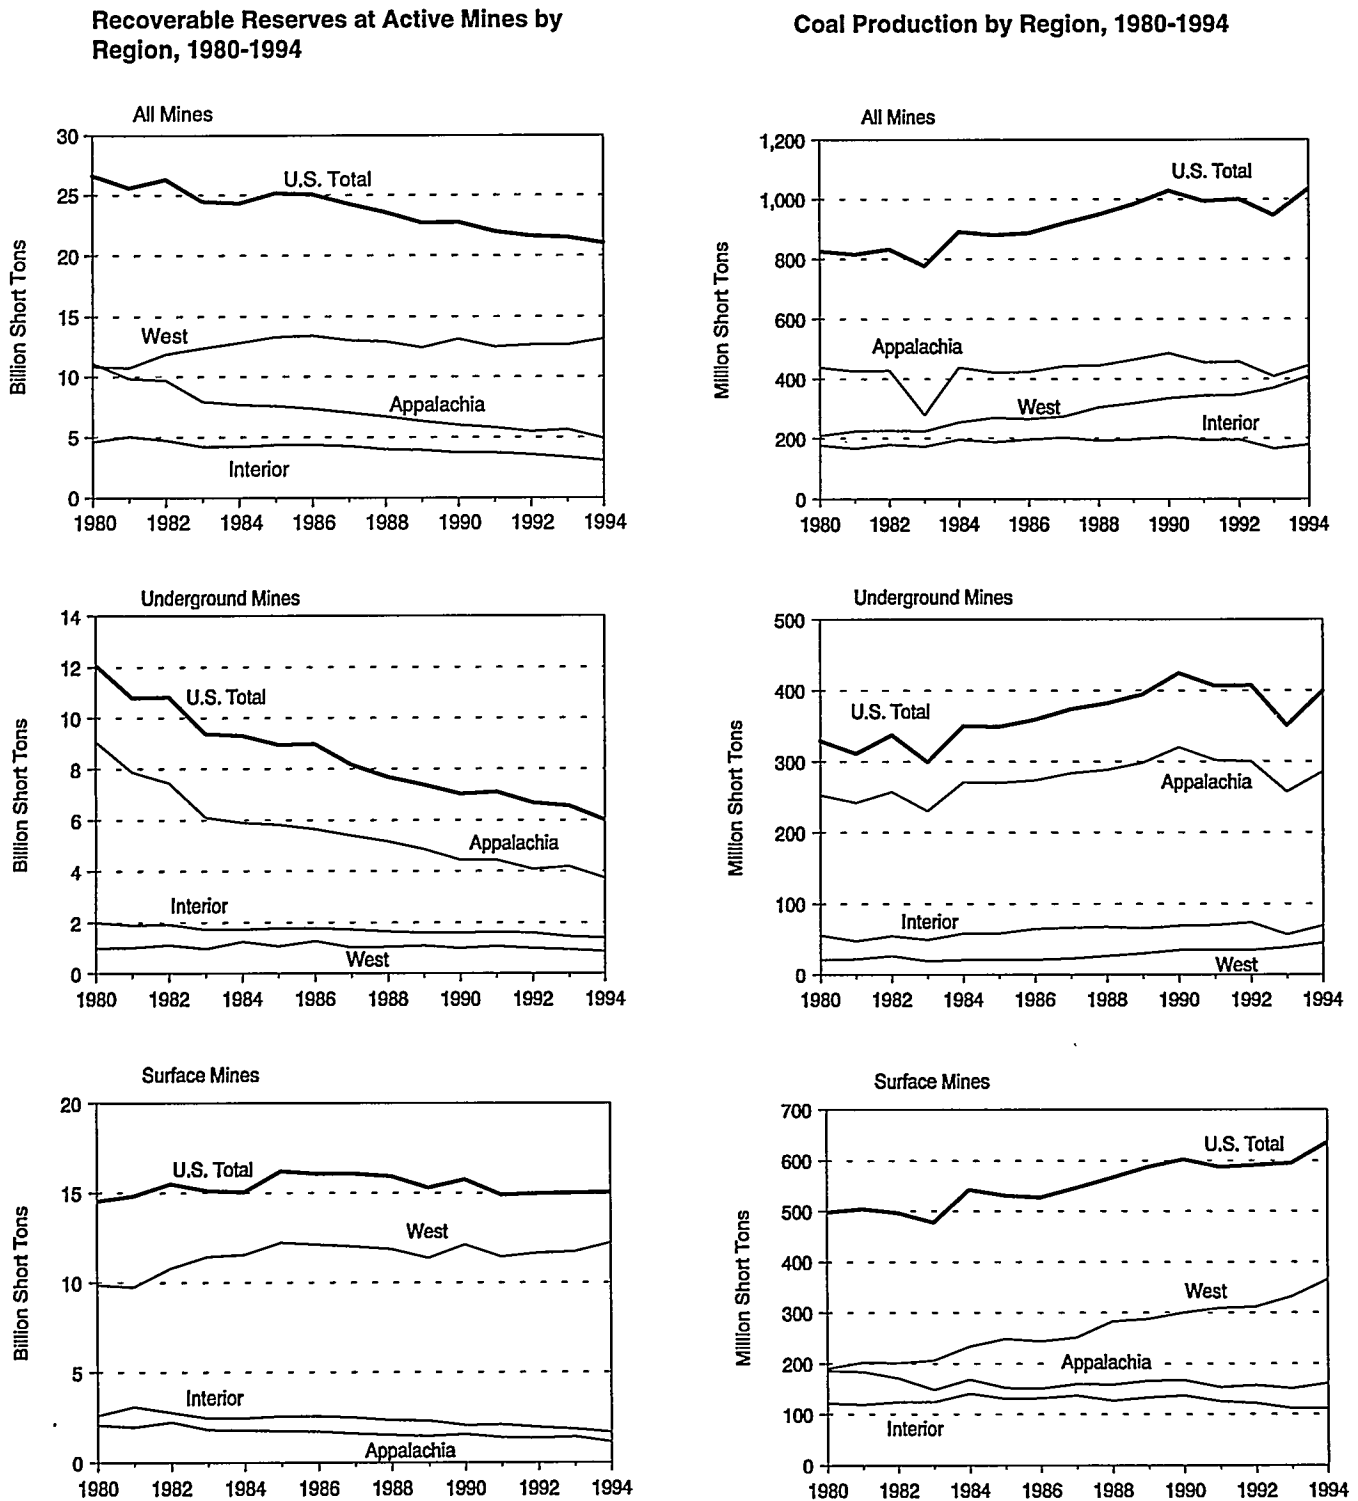 Recoverable Reserves at Active Mines by
Region, 1980-1994
All Mines
Billion Short Tons
30
25
20
15
10
5
0
U.S. Total
West
Appalachia
Interior
1980 1982 1984 1986 1988 1990 1992 1994
Underground Mines
Billion Short Tons
14
12
10
8
6
4
2
0
U.S. Total
Appalachia
Interior
West
1980 1982 1984 1986 1988 1990 1992 1994
Surface Mines
Billion Short Tons
20
15
10
5
0
U.S. Total
West
Interior
Appalachia
1980 1982 1984 1986 1988 1990 1992 1994
Coal Production by Region, 1980-1994
All Mines
Million Short Tons
1,200
1,000
800
600
400
200
0
U.S. Total
Appalachia
West
Interior
1980 1982 1984 1986 1988 1990 1992 1994
Underground Mines
Million Short Tons
500
400
300
200
100
0
U.S. Total
Appalachia
Interior
West
1980 1982 1984 1986 1988 1990 1992 1994
Surface Mines
Million Short Tons
700
600
500
400
300
200
100
0
U.S. Total
West
Appalachia
Interior
1980 1982 1984 1986 1988 1990 1992 1994